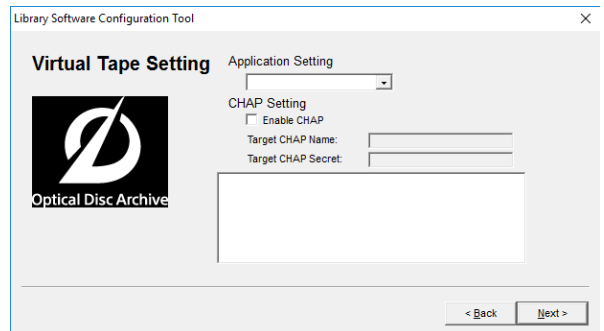 Library Software Configuration Tool
Virtual Tape Setting
Application Setting
CHAP Setting
Enable CHAP
Target CHAP Name:
Target CHAP Secret:
Optical Disc Archive
< Back
Next >